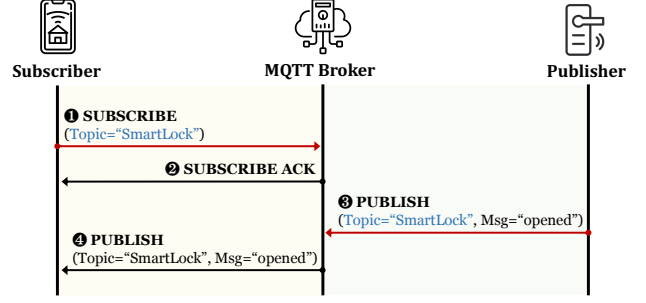 Subscriber
MQTT Broker
Publisher
❶ SUBSCRIBE
(Topic=“SmartLock”)
❷ SUBSCRIBE ACK
❸ PUBLISH
(Topic=“SmartLock”, Msg=“opened”)
❹ PUBLISH
(Topic=“SmartLock”, Msg=“opened”)